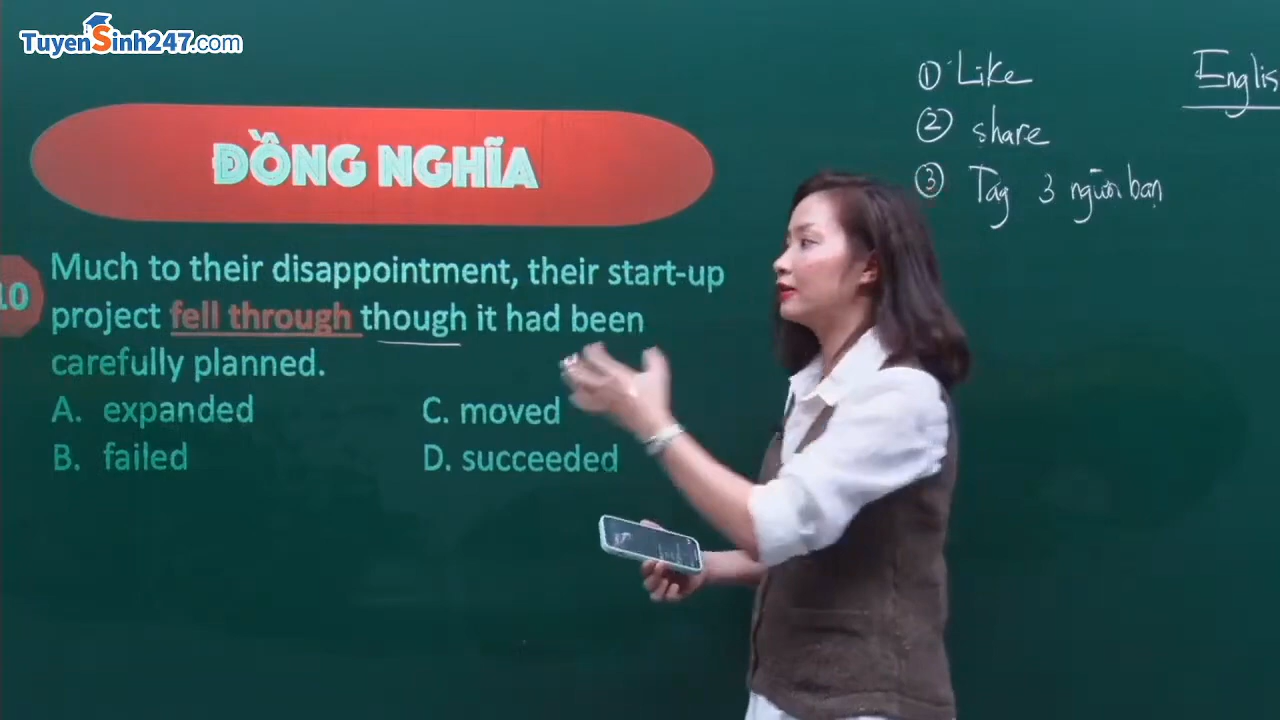 TuyenSinh247.com
① Like
② share
③ Tag 3 người bạn
Englis
ĐỒNG NGHĨA
10
Much to their disappointment, their start-up
project fell through though it had been
carefully planned.
A. expanded
C. moved
B. failed
D. succeeded